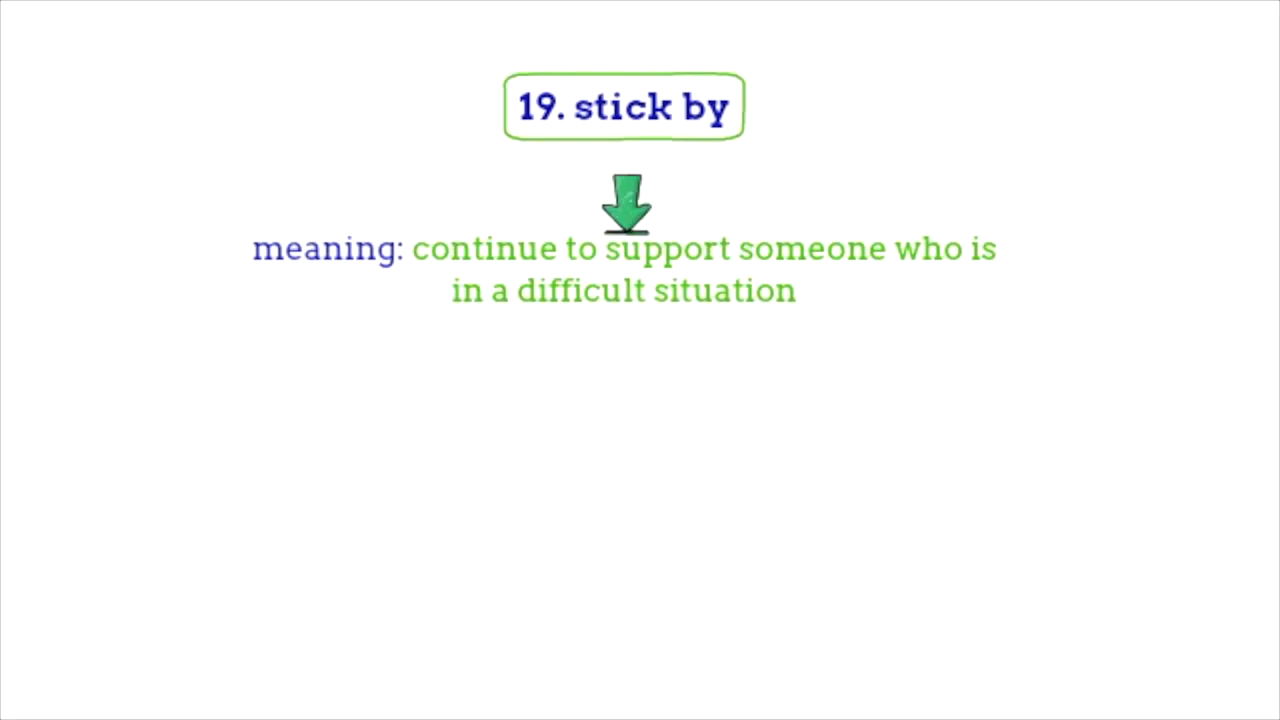 19. stick by
meaning: continue to support someone who is
in a difficult situation